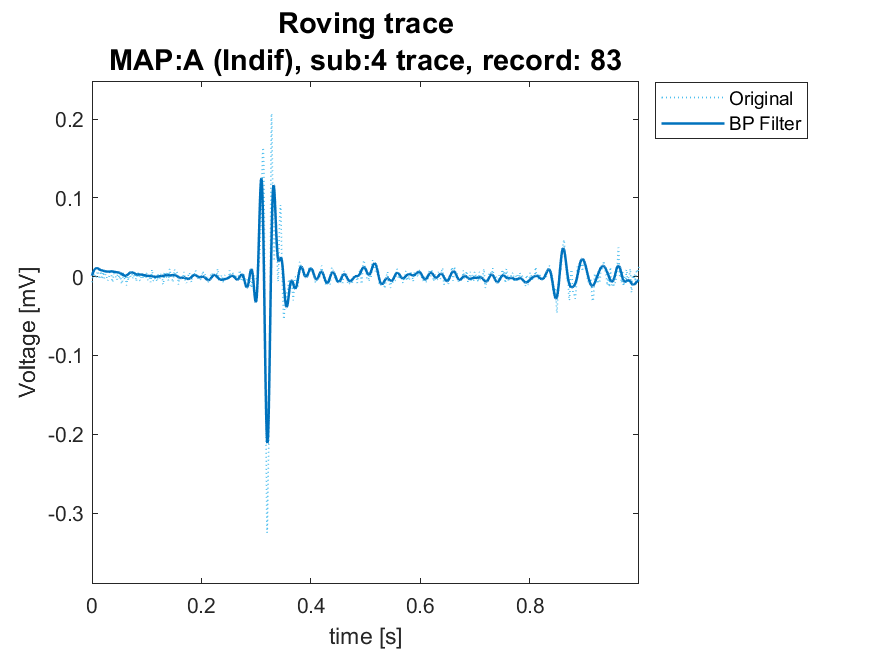 Roving trace
MAP:A (Indif), sub:4 trace, record: 83
Original
BP Filter
0.2
0.1
0
-0.1
-0.2
-0.3
Voltage [mV]
0
0.2
0.4
0.6
0.8
time [s]